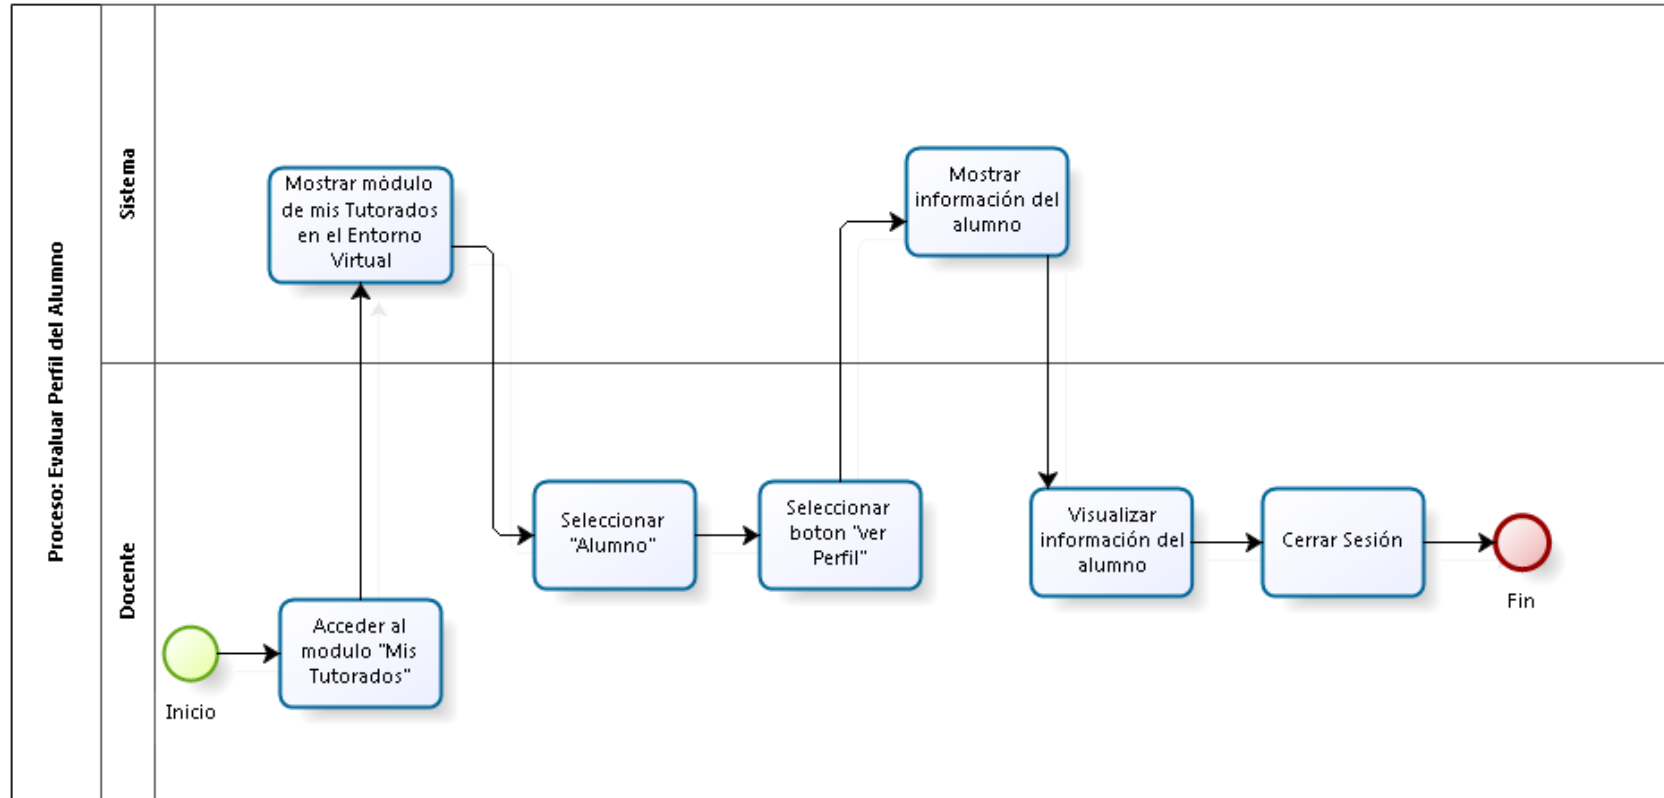 Proceso: Evaluar Perfil del Alumno
Sistema
Mostrar módulo
de mis Tutorados
en el Entorno
Virtual
Mostrar
información del
alumno
Docente
Inicio
Acceder al
modulo "Mis
Tutorados"
Seleccionar
"Alumno"
Seleccionar
boton "ver
Perfil"
Visualizar
información del
alumno
Cerrar Sesión
Fin